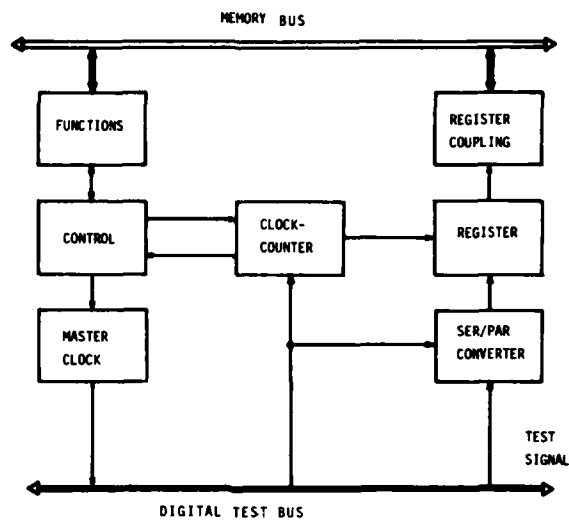 MEMORY BUS
FUNCTIONS
REGISTER
COUPLING
CONTROL
CLOCK-
COUNTER
REGISTER
MASTER
CLOCK
SER/PAR
CONVERTER
TEST
SIGNAL
DIGITAL TEST BUS